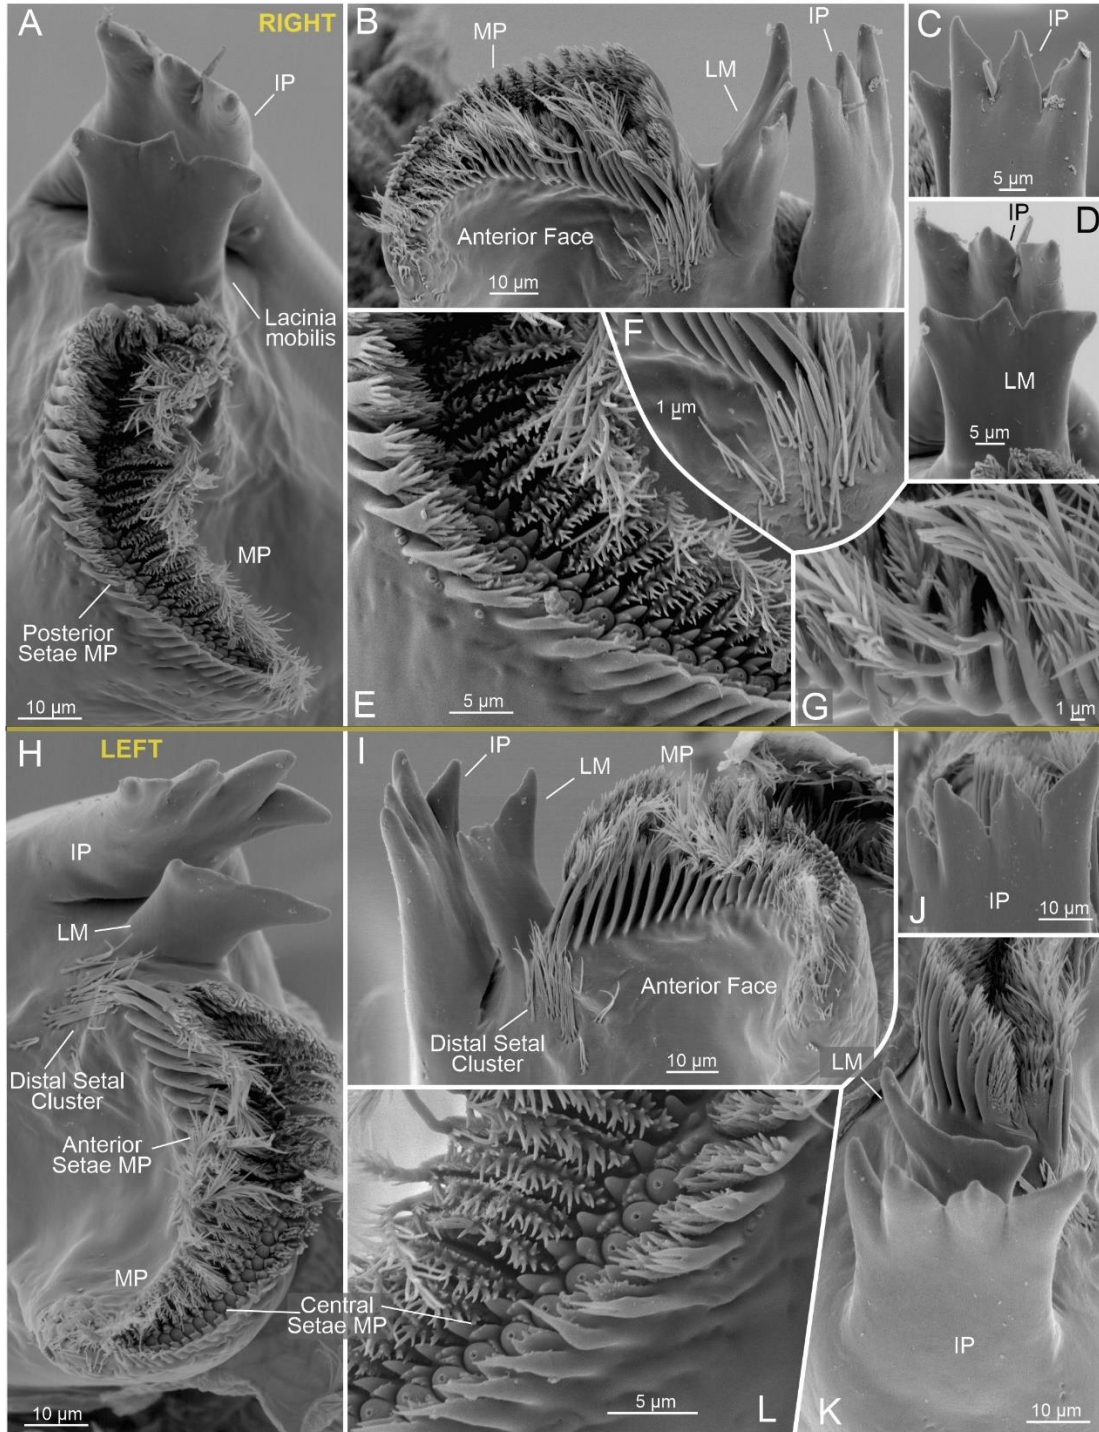 A
RIGHT
IP
Lacinia
mobilis
MP
Posterior
Setae MP
10 µm
B
MP
LM
IP
Anterior Face
10 µm
C
IP
5 µm
D
IP
LM
5 µm
E
5 µm
F
1 µm
G
1 µm
H
LEFT
IP
LM
Distal Setal
Cluster
Anterior
Setae MP
MP
Central
Setae MP
10 µm
I
IP
LM
MP
Anterior Face
Distal Setal
Cluster
10 µm
J
IP
10 µm
LM
K
IP
10 µm
L
5 µm